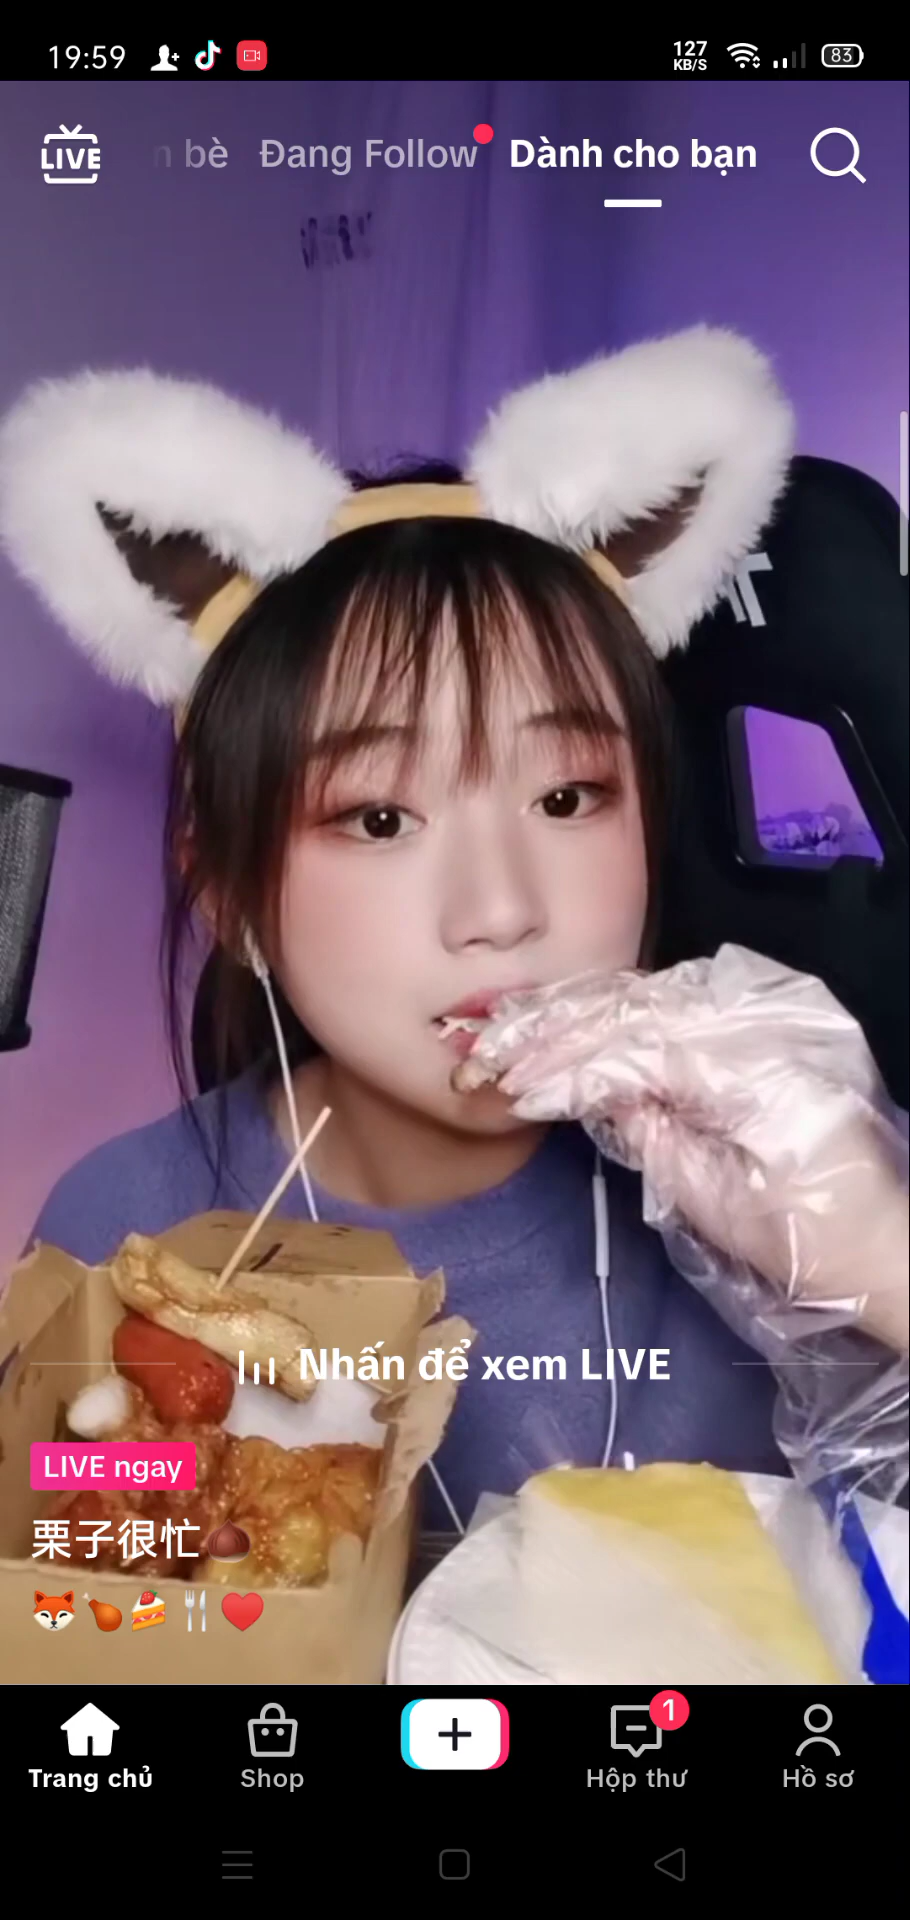 19:59
127
KB/S
83
LIVE
n bè
Đang Follow
Dành cho bạn
Nhấn để xem LIVE
LIVE ngay
栗子很忙🌰
🦊🍗🍰🍴♥️
1
Trang chủ
Shop
Hộp thư
Hồ sơ